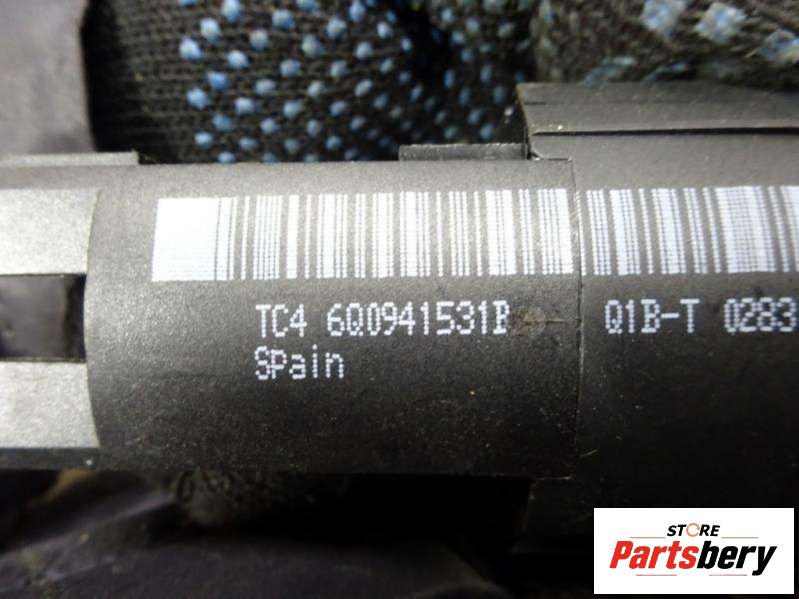 TC4 6Q0941531B Q1B-T 0283
Spain
STORE
Partsbery